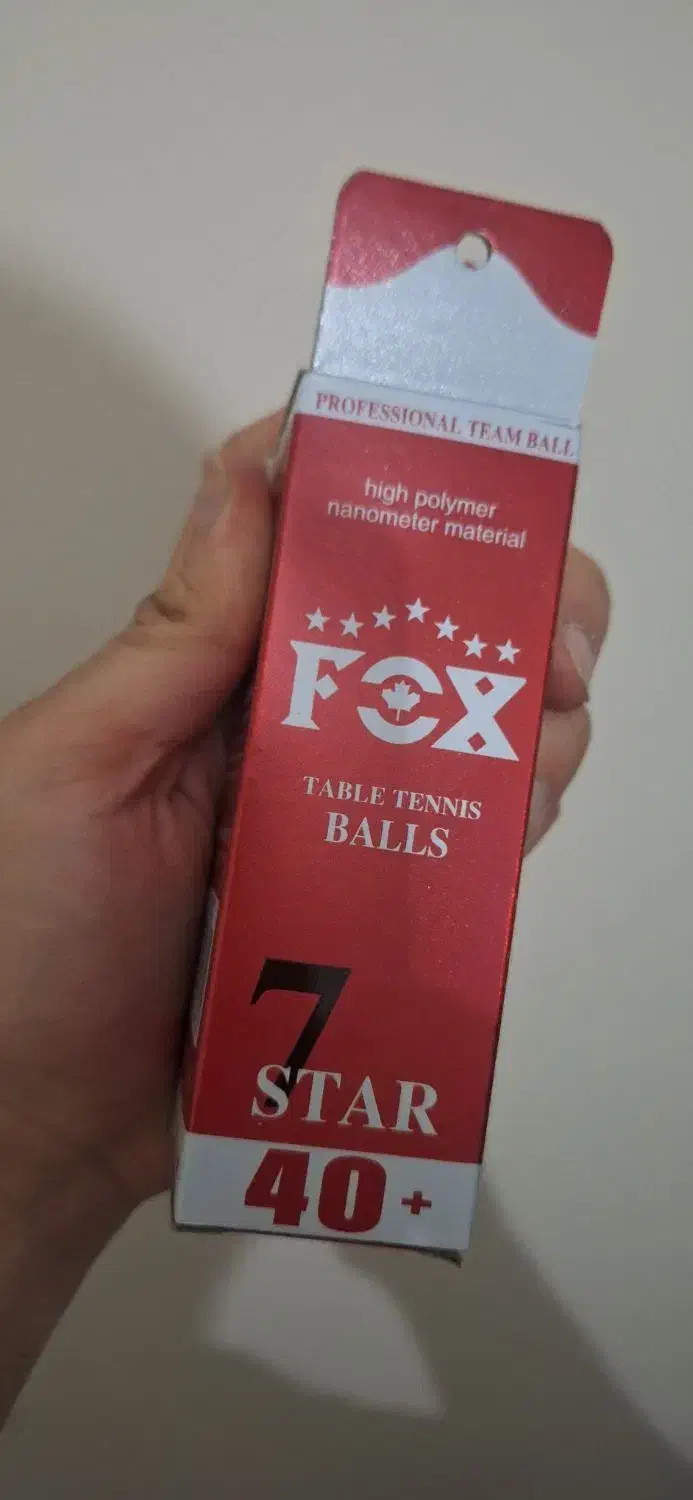 PROFESSIONAL TEAM BALL
high polymer
nanometer material
FOX
TABLE TENNIS
BALLS
7
STAR
40+